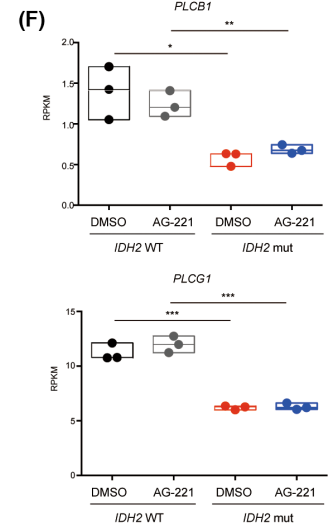 (F)
PLCB1
**
*
2.0
1.5
1.0
0.5
0.0
RPKM
DMSO AG-221 DMSO AG-221
IDH2 WT IDH2 mut
PLCG1
***
***
15
10
5
0
RPKM
DMSO AG-221 DMSO AG-221
IDH2 WT IDH2 mut